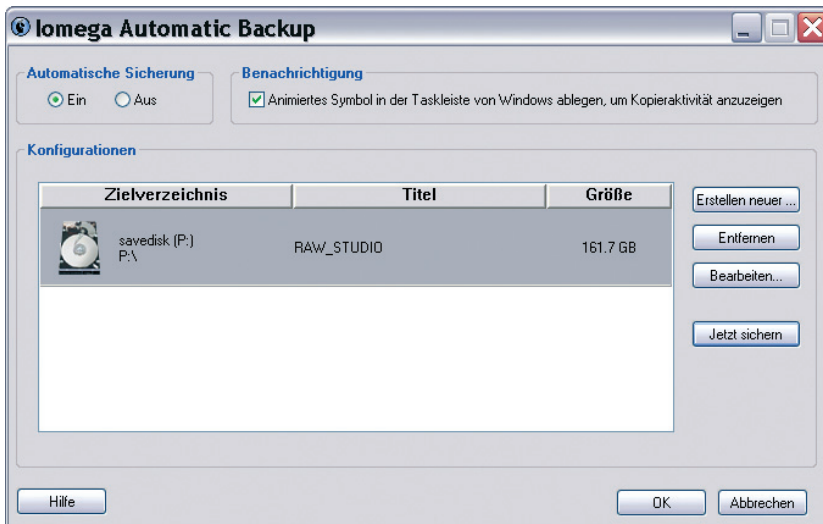 Iomega Automatic Backup
Automatische Sicherung
Ein Aus
Benachrichtigung
Animiertes Symbol in der Taskleiste von Windows ablegen, um Kopieraktivität anzuzeigen
Konfigurationen
Zielverzeichnis Titel Größe
savedisk (P:)
P:\
RAW_STUDIO
161.7 GB
Erstellen neuer ...
Entfernen
Bearbeiten...
Jetzt sichern
Hilfe
OK
Abbrechen